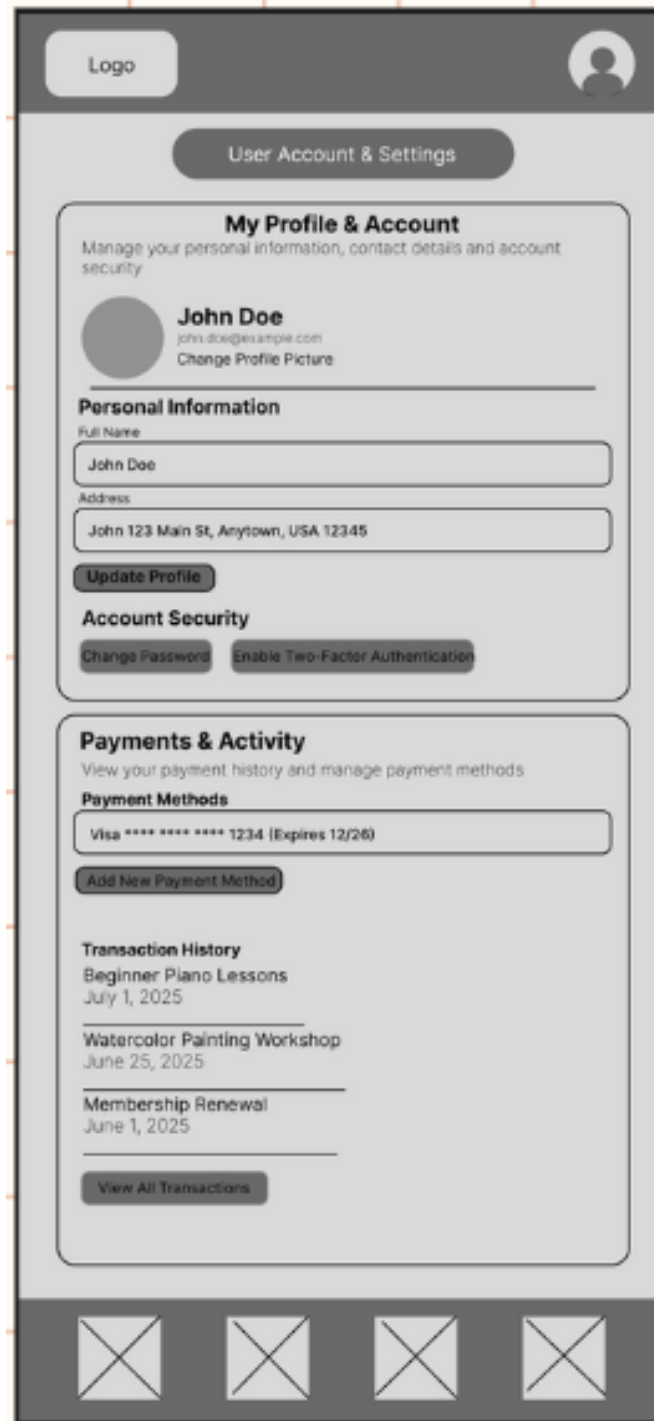 Logo
User Account & Settings
My Profile & Account
Manage your personal information, contact details and account
security
John Doe
john.doe@example.com
Change Profile Picture
Personal Information
Full Name
John Doe
Address
John 123 Main St, Anytown, USA 12345
Update Profile
Account Security
Change Password Enable Two-Factor Authentication
Payments & Activity
View your payment history and manage payment methods
Payment Methods
Visa **** **** **** 1234 (Expires 12/26)
Add New Payment Method
Transaction History
Beginner Piano Lessons
July 1, 2025
Watercolor Painting Workshop
June 25, 2025
Membership Renewal
June 1, 2025
View All Transactions